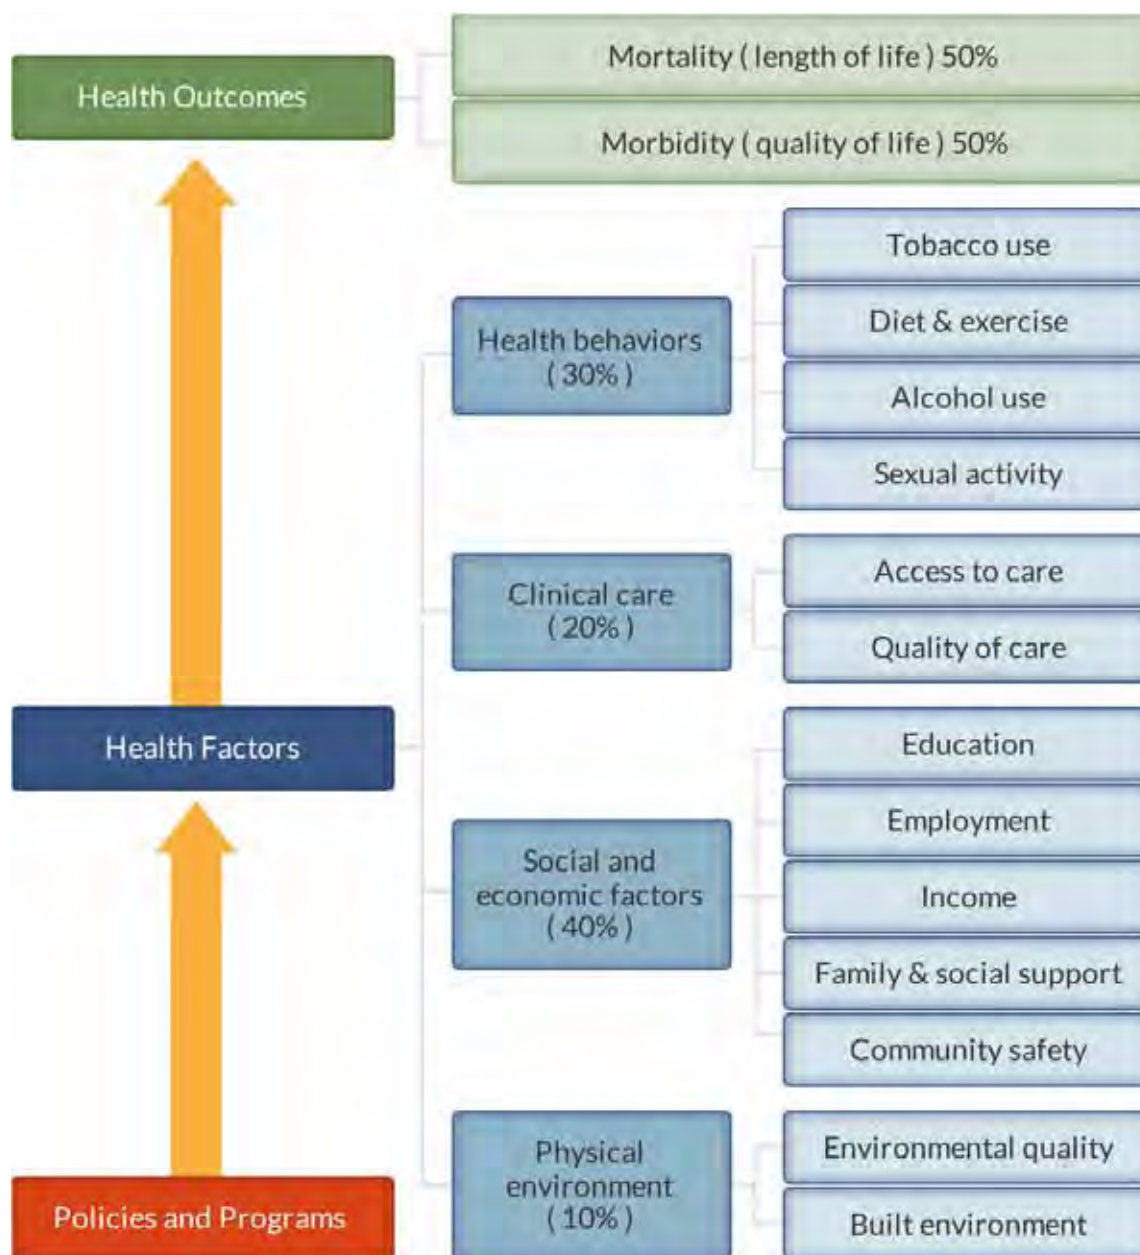 Health Outcomes
Mortality ( length of life ) 50%
Morbidity ( quality of life ) 50%
Health Factors
Health behaviors
( 30% )
Tobacco use
Diet & exercise
Alcohol use
Sexual activity
Clinical care
( 20% )
Access to care
Quality of care
Social and
economic factors
( 40% )
Education
Employment
Income
Family & social support
Community safety
Physical
environment
( 10% )
Environmental quality
Built environment
Policies and Programs